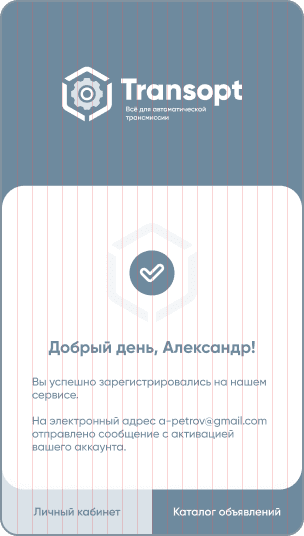 Transopt
Всё для автоматической
трансмиссии
Добрый день, Александр!
Вы успешно зарегистрировались на нашем
сервисе.
На электронный адрес a-petrov@gmail.com
отправлено сообщение с активацией
вашего аккаунта.
Личный кабинет
Каталог объявлений